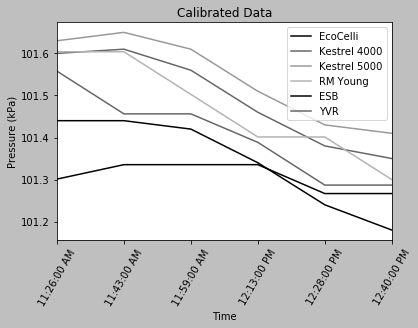 Calibrated Data
EcoCelli
Kestrel 4000
Kestrel 5000
RM Young
ESB
YVR
Pressure (kPa)
101.6
101.5
101.4
101.3
101.2
11:26:00 AM
11:43:00 AM
11:59:00 AM
12:13:00 PM
12:28:00 PM
12:40:00 PM
Time